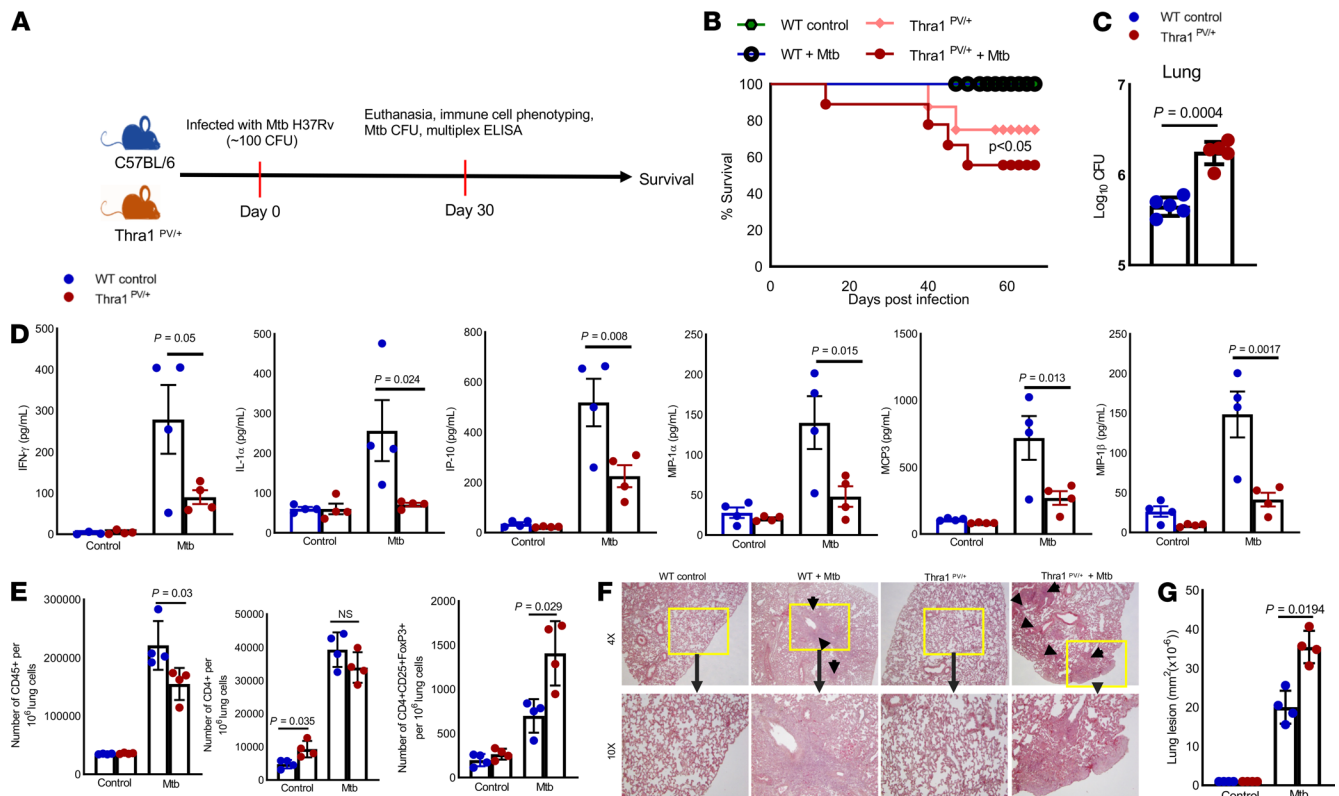 A
Infected with Mtb H37Rv
(~100 CFU)
Euthanasia, immune cell phenotyping,
Mtb CFU, multiplex ELISA
C57BL/6
Survival
Day 0
Day 30
Thra1 PV/+
B
WT control
Thra1 PV/+
WT + Mtb
Thra1 PV/+ + Mtb
100
80
60
40
20
0
% Survival
p<0.05
0
20
40
60
Days post infection
C
WT control
Thra1 PV/+
Lung
7
P = 0.0004
6
5
Log10 CFU
WT control
Thra1 PV/+
D
500
400
300
200
100
0
IFN-γ (pg/mL)
P = 0.05
Control
Mtb
500
400
300
200
100
0
IL-1α (pg/mL)
P = 0.024
Control
Mtb
800
600
400
200
0
IP-10 (pg/mL)
P = 0.008
Control
Mtb
250
200
150
100
50
0
MIP-1α (pg/mL)
P = 0.015
Control
Mtb
1500
1000
500
0
MCP3 (pg/mL)
P = 0.013
Control
Mtb
250
200
150
100
50
0
MIP-1β (pg/mL)
P = 0.0017
Control
Mtb
E
300000
200000
100000
0
Number of CD45+ per
10⁶ lung cells
P = 0.03
Control
Mtb
50000
40000
30000
20000
10000
0
Number of CD4+ per
10⁶ lung cells
NS
P = 0.035
Control
Mtb
2000
1500
1000
500
0
Number of CD4+CD25+FoxP3+
per 10⁶ lung cells
P = 0.029
Control
Mtb
F
WT control
WT + Mtb
Thra1 PV/+
Thra1 PV/+ + Mtb
4X
10X
G
50
40
30
20
10
0
Lung lesion (mm²(x10⁻⁶))
P = 0.0194
Control
Mtb